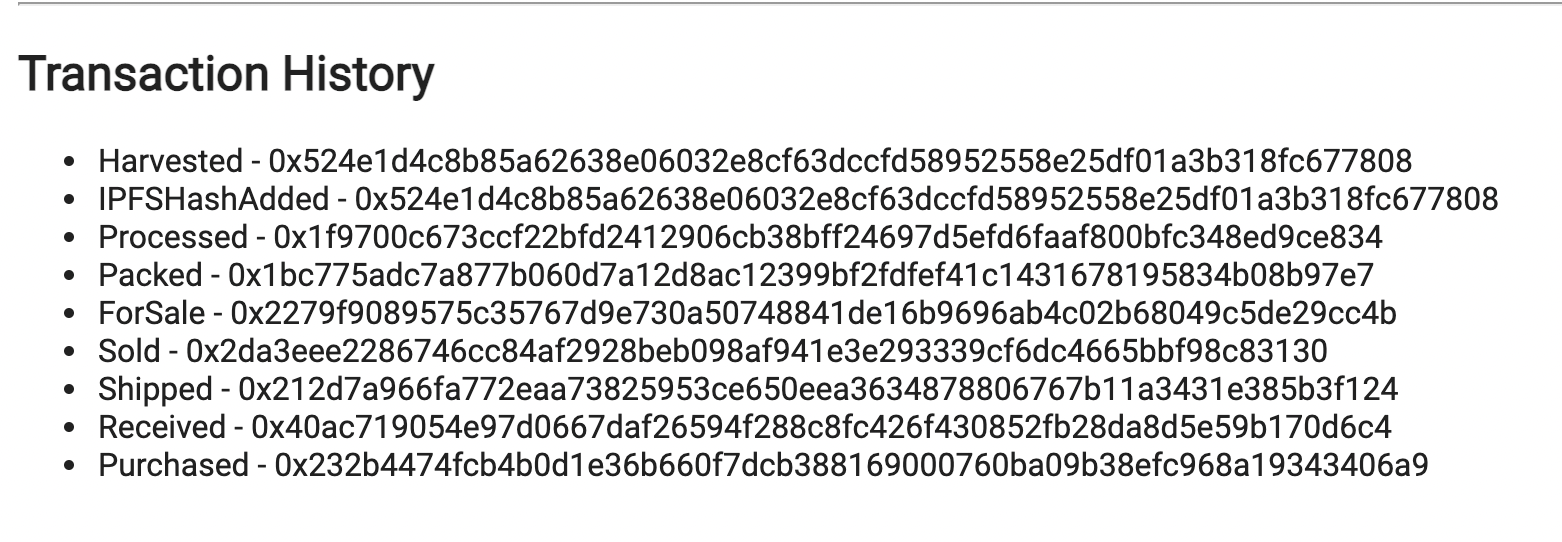 Transaction History
• Harvested - 0x524e1d4c8b85a62638e06032e8cf63dccfd58952558e25df01a3b318fc677808
• IPFSHashAdded - 0x524e1d4c8b85a62638e06032e8cf63dccfd58952558e25df01a3b318fc677808
• Processed - 0x1f9700c673ccf22bfd2412906cb38bff24697d5efd6faaf800bfc348ed9ce834
• Packed - 0x1bc775adc7a877b060d7a12d8ac12399bf2fdfef41c1431678195834b08b97e7
• ForSale - 0x2279f9089575c35767d9e730a50748841de16b9696ab4c02b68049c5de29cc4b
• Sold - 0x2da3eee2286746cc84af2928beb098af941e3e293339cf6dc4665bbf98c83130
• Shipped - 0x212d7a966fa772eaa73825953ce650eea3634878806767b11a3431e385b3f124
• Received - 0x40ac719054e97d0667daf26594f288c8fc426f430852fb28da8d5e59b170d6c4
• Purchased - 0x232b4474fcb4b0d1e36b660f7dcb388169000760ba09b38efc968a19343406a9